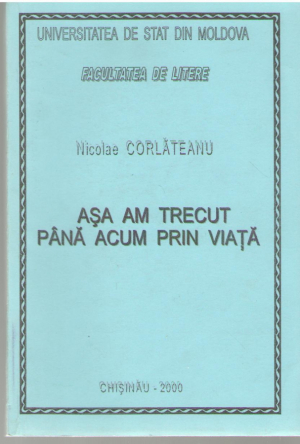 UNIVERSITATEA DE STAT DIN MOLDOVA
FACULTATEA DE LITERE
Nicolae CORLĂTEANU
AŞA AM TRECUT
PÂNĂ ACUM PRIN VIAŢĂ
CHIŞINĂU -2000